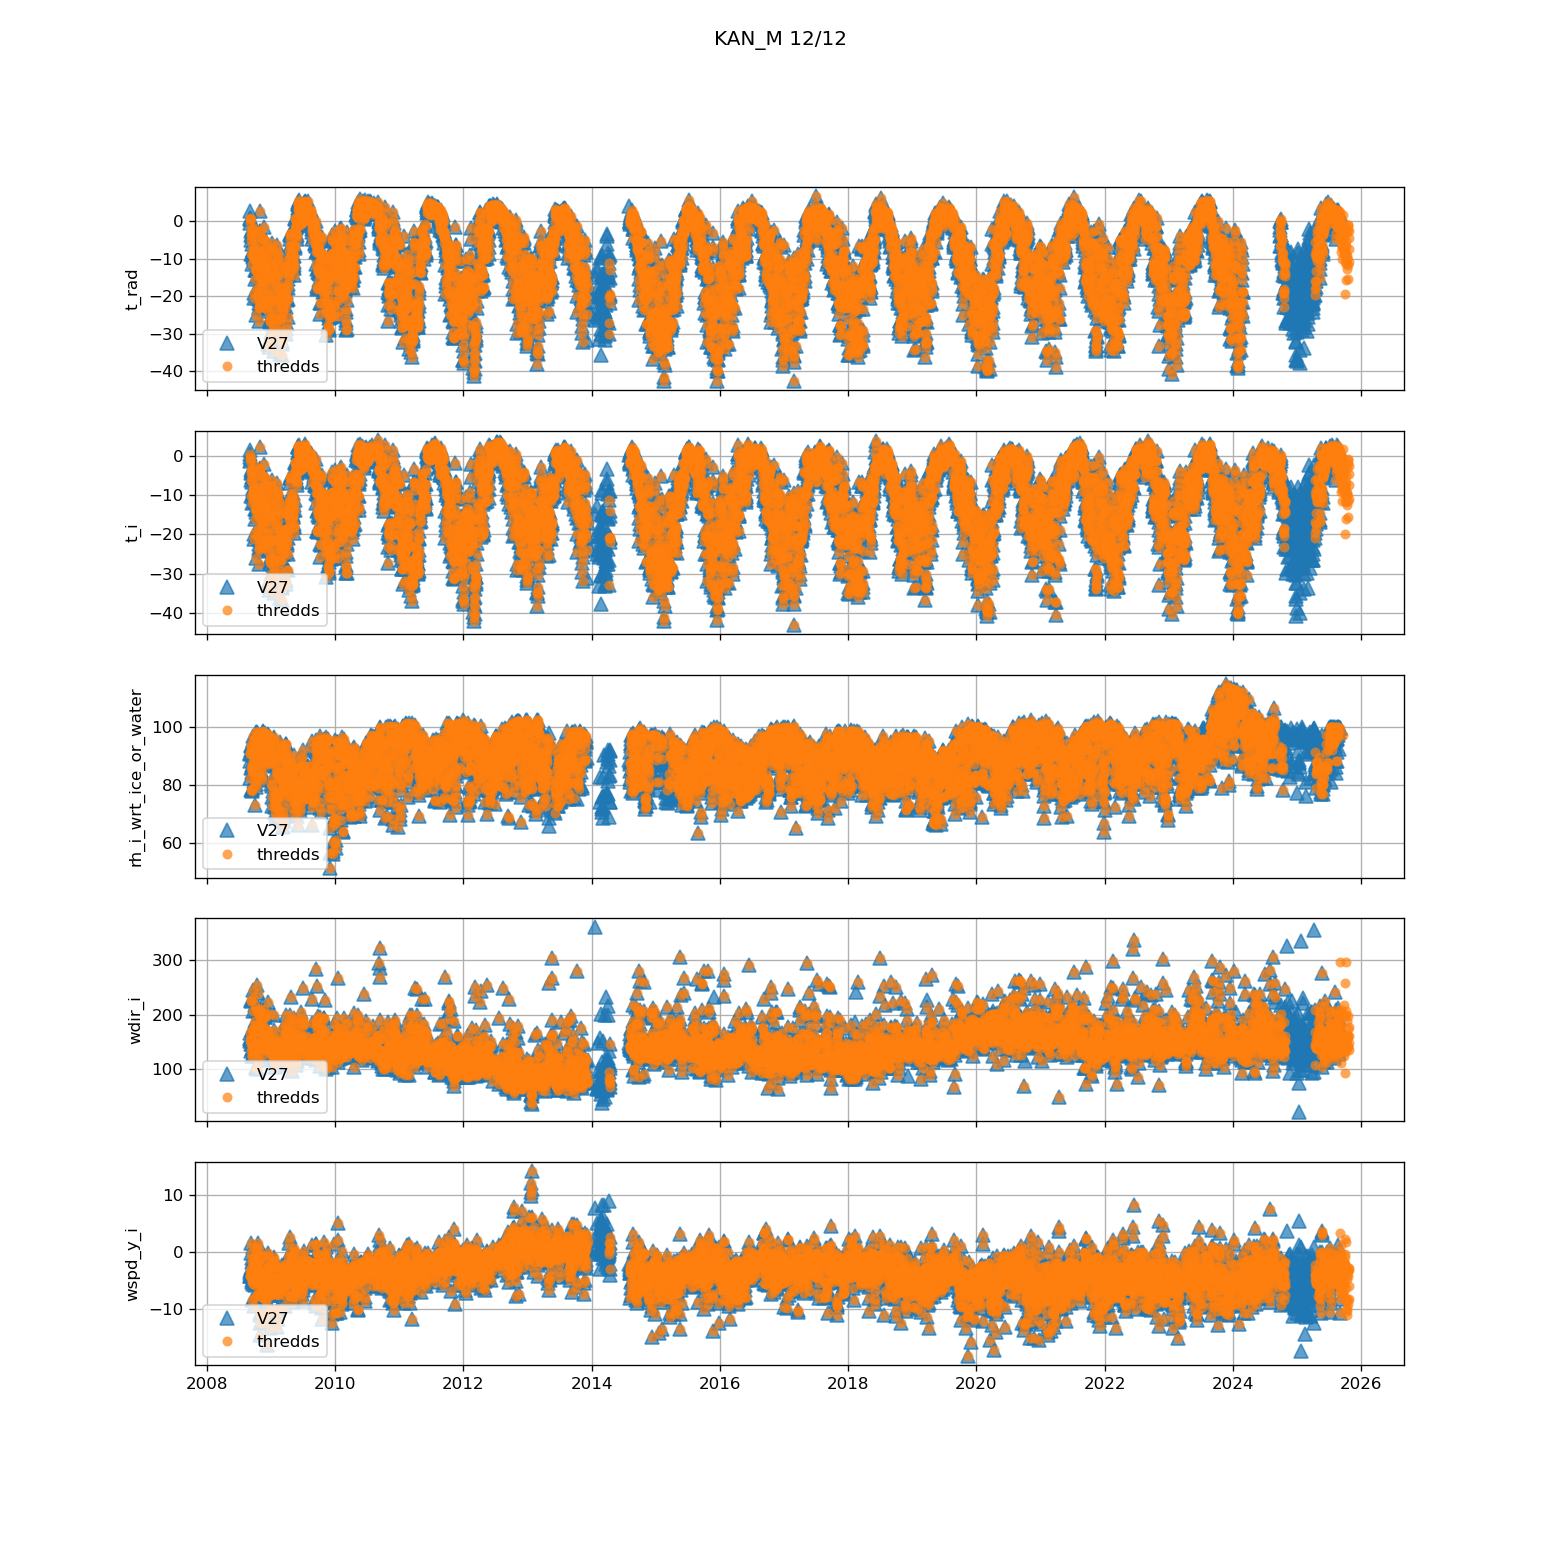 KAN_M 12/12
t_rad
0
−10
−20
−30
−40
V27
thredds
t_i
0
−10
−20
−30
−40
V27
thredds
rh_i_wrt_ice_or_water
100
80
60
V27
thredds
wdir_i
300
200
100
V27
thredds
wspd_y_i
10
0
−10
V27
thredds
2008 2010 2012 2014 2016 2018 2020 2022 2024 2026